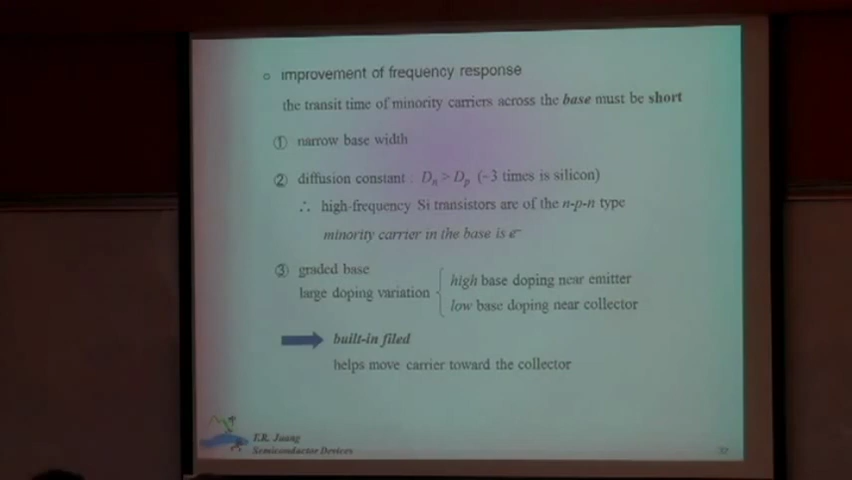 improvement of frequency response
the transit time of minority carriers across the base must be short
① narrow base width
② diffusion constant : Dn > Dp (~3 times is silicon)
∴ high-frequency Si transistors are of the n-p-n type
minority carrier in the base is e⁻
③ graded base
large doping variation
high base doping near emitter
low base doping near collector
built-in filed
helps move carrier toward the collector
Semiconductor Devices